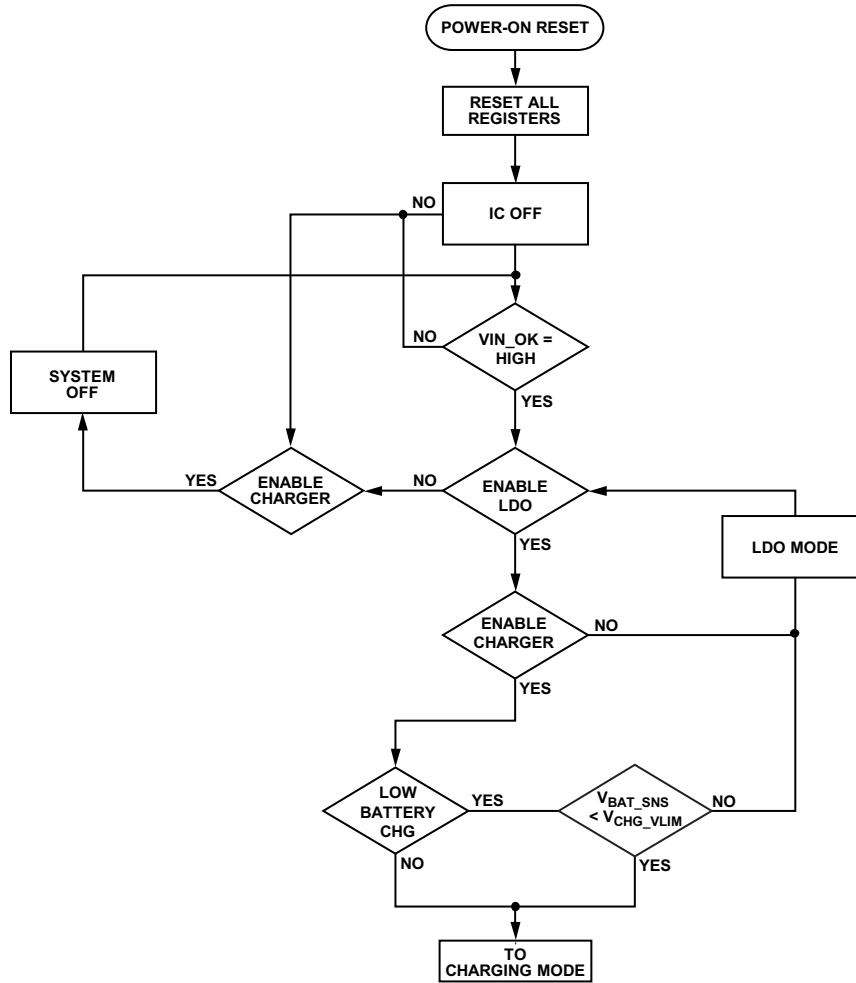 POWER-ON RESET
RESET ALL
REGISTERS
NO
IC OFF
NO
VIN_OK =
HIGH
SYSTEM
OFF
YES
YES
ENABLE
CHARGER
NO
ENABLE
LDO
YES
LDO MODE
ENABLE
CHARGER
NO
YES
LOW
BATTERY
CHG
YES
VBAT_SNS
< VCHG_VLIM
NO
NO
YES
TO
CHARGING MODE